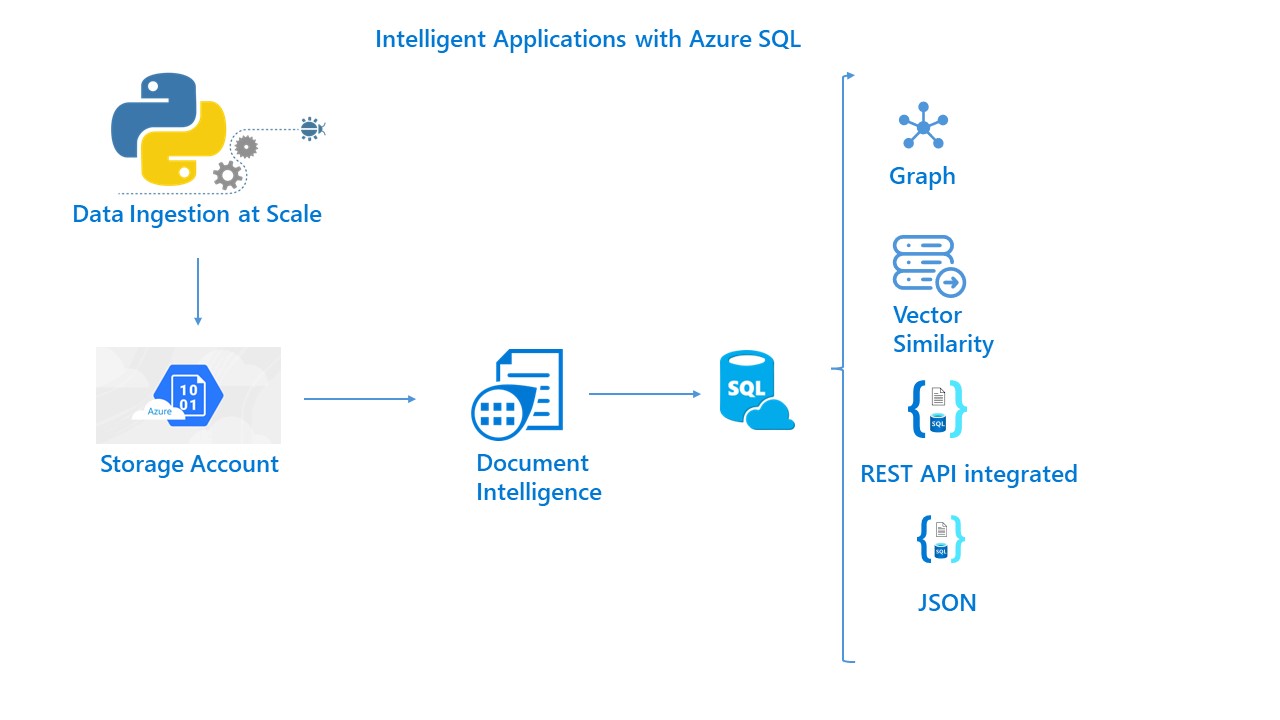 Intelligent Applications with Azure SQL
Data Ingestion at Scale
10
01
Azure
Storage Account
Document
Intelligence
SQL
Graph
Vector
Similarity
SQL
REST API integrated
SQL
JSON